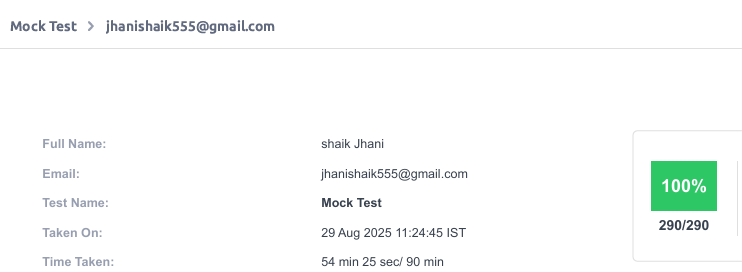 Mock Test > jhanishaik555@gmail.com
Full Name: shaik Jhani
Email: jhanishaik555@gmail.com
Test Name: Mock Test
Taken On: 29 Aug 2025 11:24:45 IST
Time Taken: 54 min 25 sec/ 90 min
100%
290/290